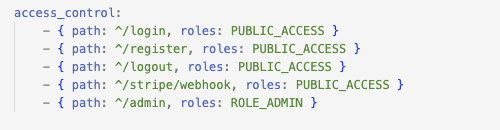 access_control:
    - { path: ^/login, roles: PUBLIC_ACCESS }
    - { path: ^/register, roles: PUBLIC_ACCESS }
    - { path: ^/logout, roles: PUBLIC_ACCESS }
    - { path: ^/stripe/webhook, roles: PUBLIC_ACCESS }
    - { path: ^/admin, roles: ROLE_ADMIN }